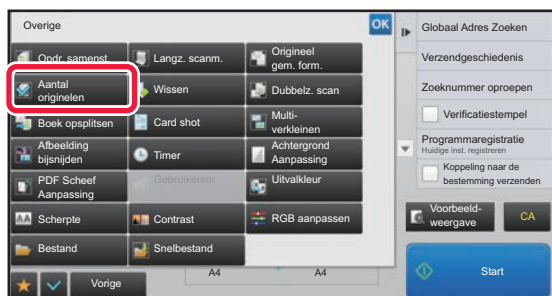 Overige
OK
Opdr. samenst.
Langz. scanm.
Origineel
gem. form.
Aantal
originelen
Wissen
Dubbelz. scan
Boek opsplitsen
Card shot
Multi-
verkleinen
Afbeelding
bijsnijden
Timer
Achtergrond
Aanpassing
PDF Scheef
Aanpassing
Gebruikersnr.
Uitvalkleur
AA
Scherpte
Contrast
RGB aanpassen
Bestand
Snelbestand
Vorige
A4
A4
Globaal Adres Zoeken
Verzendgeschiedenis
Zoeknummer oproepen
Verificatiestempel
Programmaregistratie
Huidige inst. registreren
Koppeling naar de
bestemming verzenden
Voorbeeld-
weergave
CA
Start